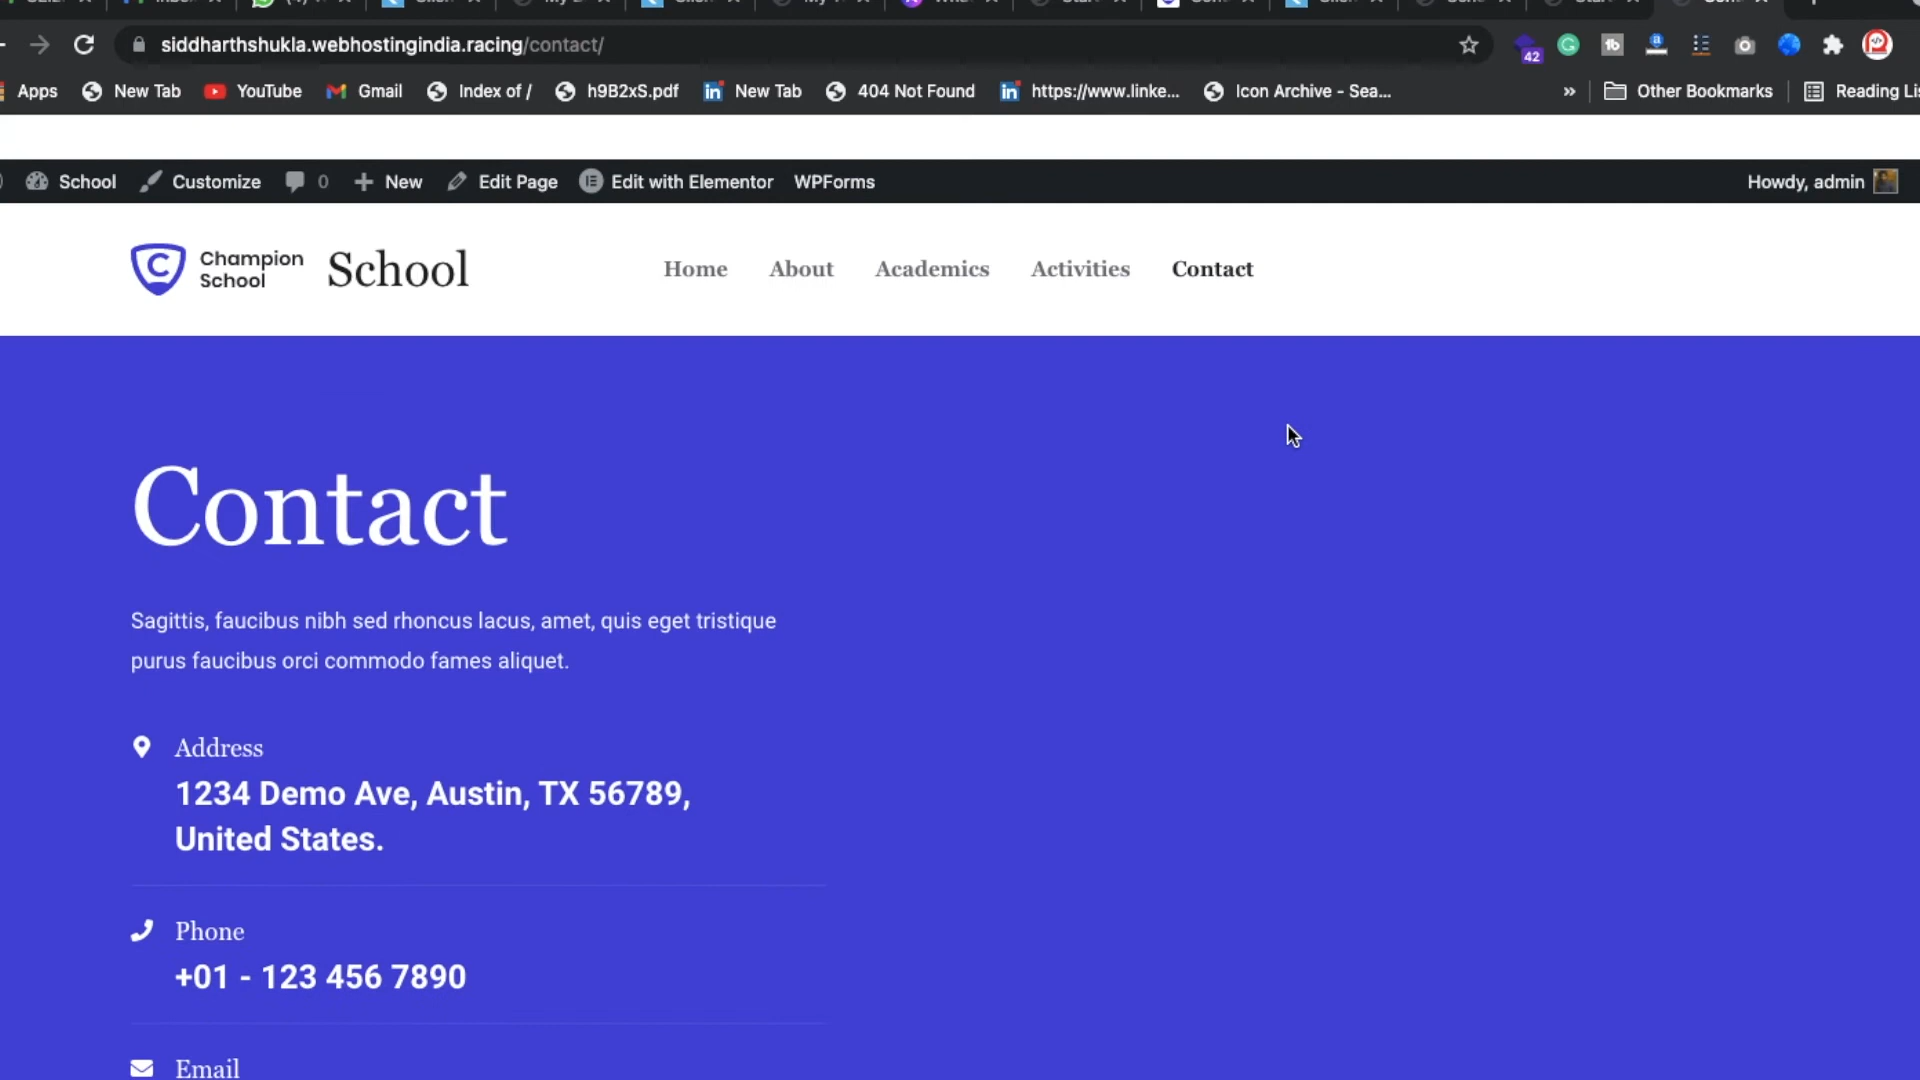 siddharthshukla.webhostingindia.racing/contact/
42
Apps New Tab YouTube Gmail Index of / h9B2xS.pdf New Tab 404 Not Found https://www.linke... Icon Archive - Sea... » Other Bookmarks Reading Lis
School Customize 0 New Edit Page Edit with Elementor WPForms Howdy, admin
Champion
School
School
Home About Academics Activities Contact
Contact
Sagittis, faucibus nibh sed rhoncus lacus, amet, quis eget tristique
purus faucibus orci commodo fames aliquet.
Address
1234 Demo Ave, Austin, TX 56789,
United States.
Phone
+01 - 123 456 7890
Email